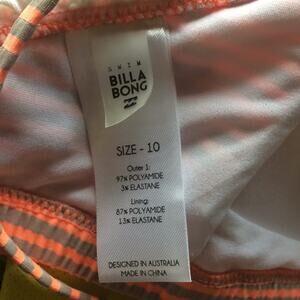 SWIM
BILLA
BONG
SIZE - 10
Outer 1:
97% POLYAMIDE
3% ELASTANE
Lining:
87% POLYAMIDE
13% ELASTANE
DESIGNED IN AUSTRALIA
MADE IN CHINA